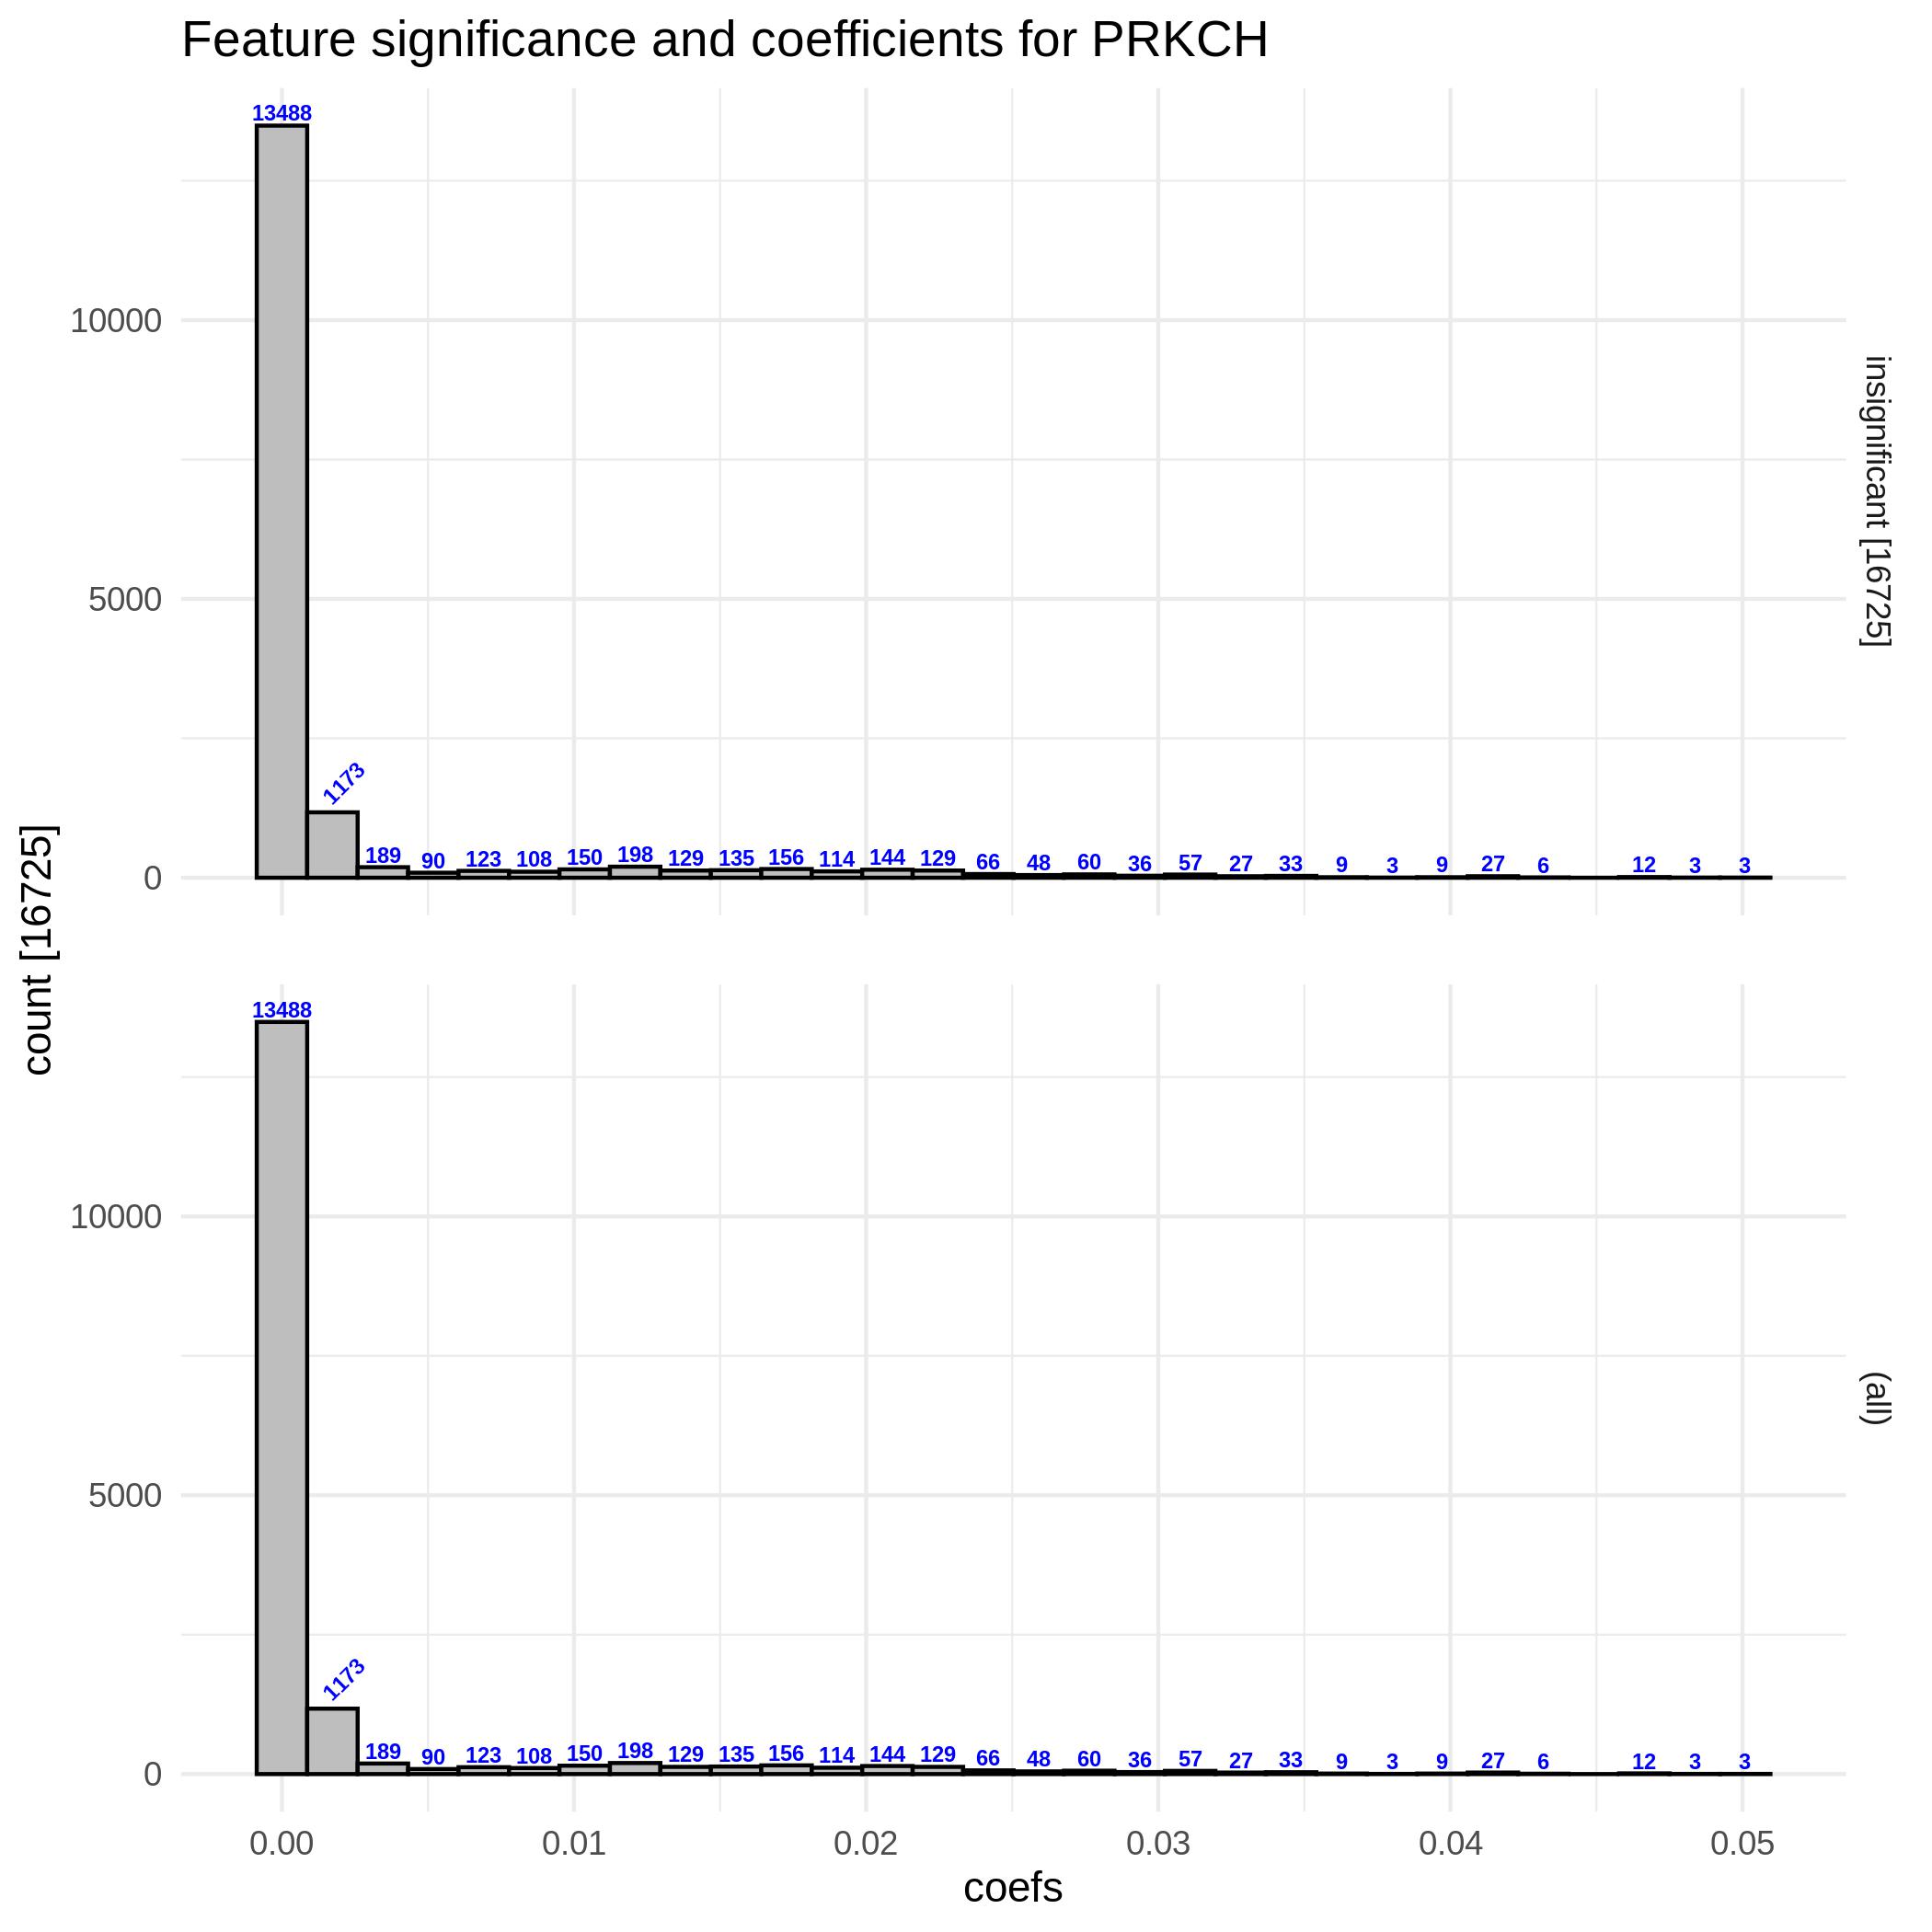 Feature significance and coefficients for PRKCH
count [16725]
13488
10000
5000
1173
189 90 123 108 150 198 129 135 156 114 144 129 66 48 60 36 57 27 33 9 3 9 27 6 12 3 3
0
insignificant [16725]
13488
10000
5000
1173
189 90 123 108 150 198 129 135 156 114 144 129 66 48 60 36 57 27 33 9 3 9 27 6 12 3 3
0
(all)
0.00 0.01 0.02 0.03 0.04 0.05
coefs